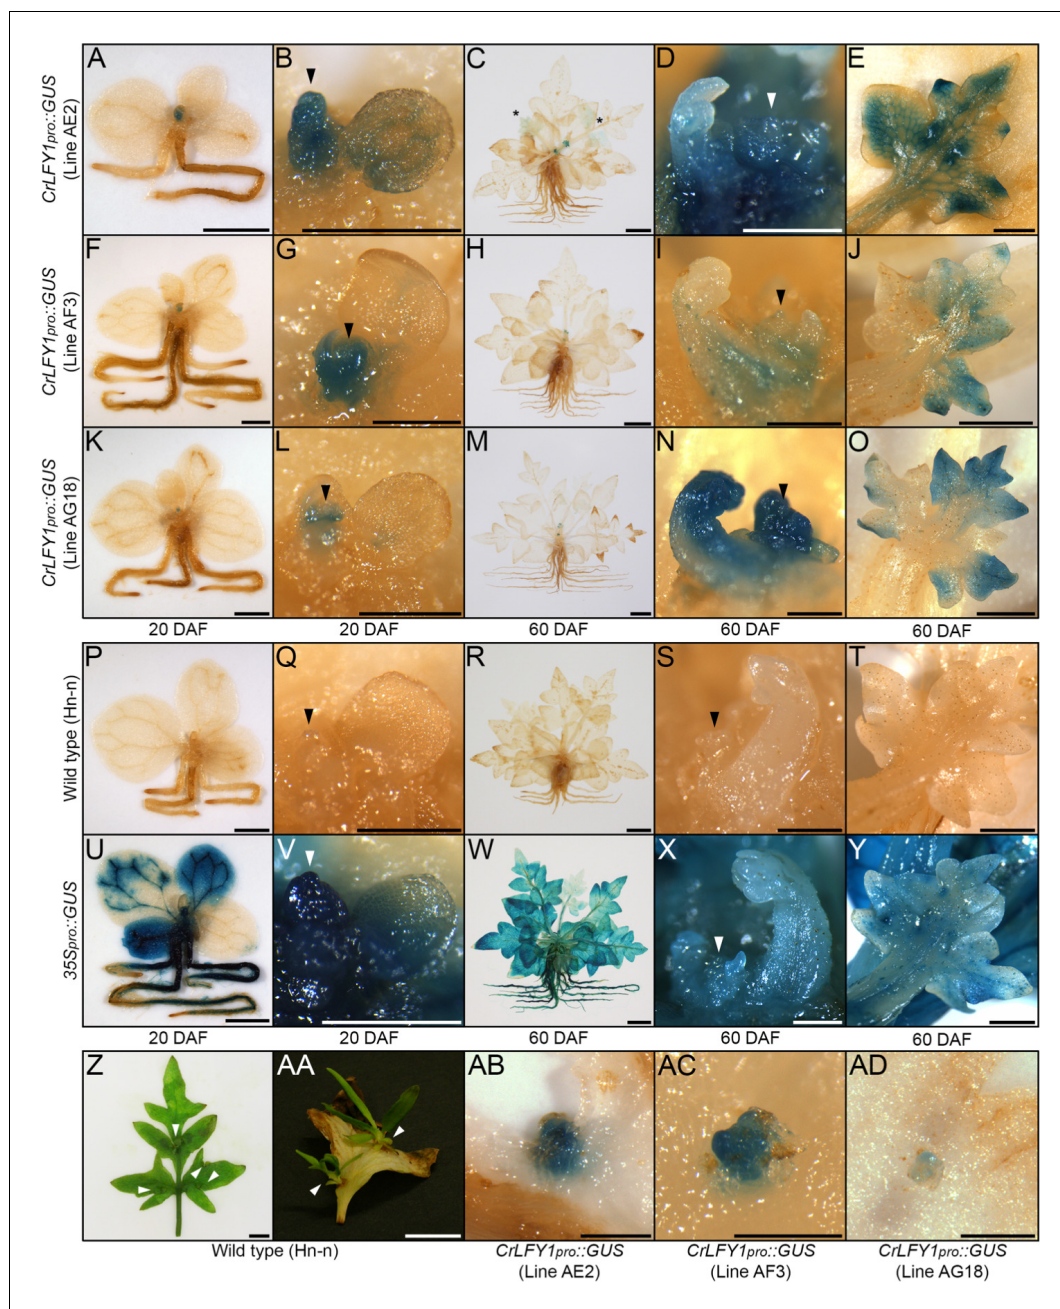 A B C D E
CrLFY1pro::GUS
(Line AE2)
*
*
F G H I J
CrLFY1pro::GUS
(Line AF3)
K L M N O
CrLFY1pro::GUS
(Line AG18)
20 DAF 20 DAF 60 DAF 60 DAF 60 DAF
P Q R S T
Wild type (Hn-n)
U V W X Y
35Spro::GUS
20 DAF 20 DAF 60 DAF 60 DAF 60 DAF
Z AA AB AC AD
Wild type (Hn-n) CrLFY1pro::GUS CrLFY1pro::GUS CrLFY1pro::GUS
(Line AE2) (Line AF3) (Line AG18)